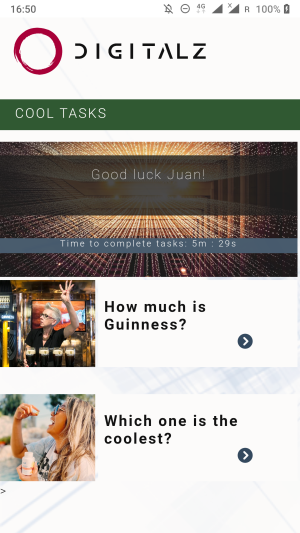 16:50
4G
R
100%
DIGITALZ
COOL TASKS
Good luck Juan!
Time to complete tasks: 5m : 29s
How much is
Guinness?
Which one is the
coolest?
>